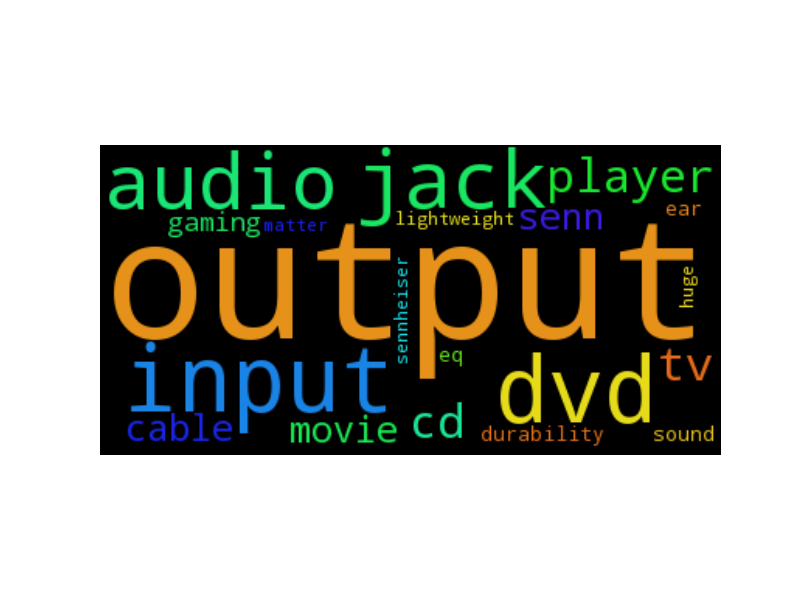 audio jack player
gaming matter lightweight senn ear
output
sennheiser
huge
input eq dvd tv
cable movie cd durability sound